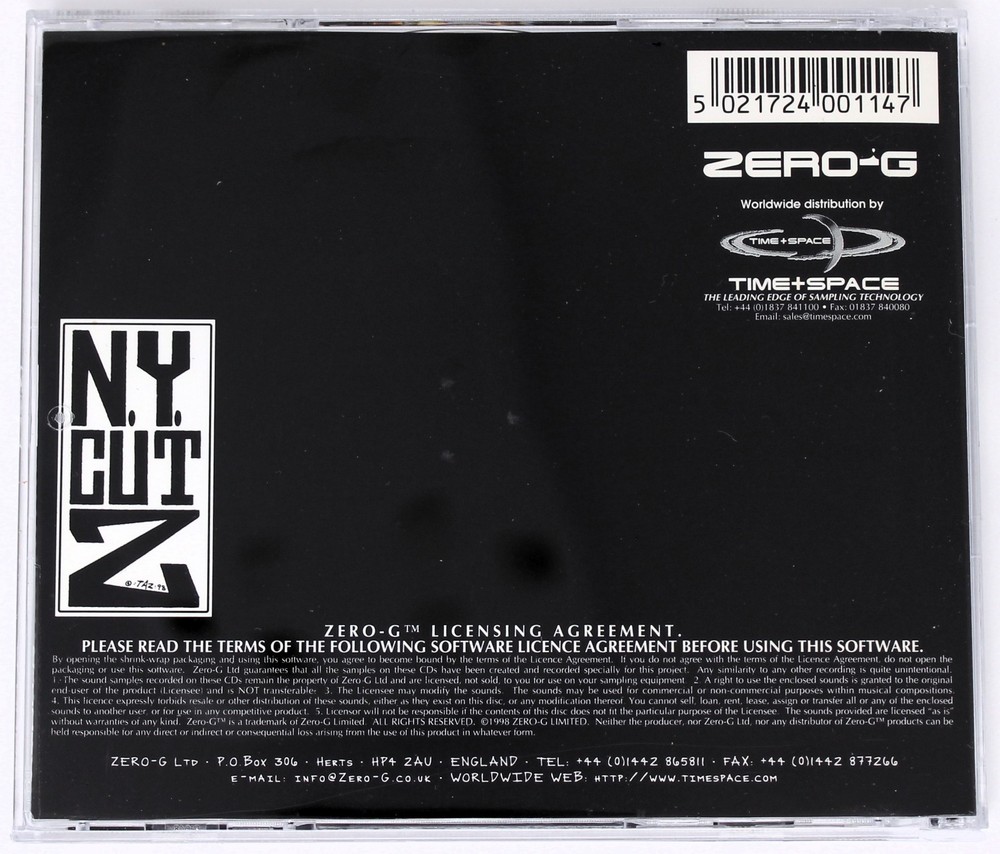 5 021724 001147
ZERO-G
Worldwide distribution by
TIME+SPACE
TIME+SPACE
THE LEADING EDGE OF SAMPLING TECHNOLOGY
Tel: +44 (0)1837 841100 • Fax: 01837 840080
Email: sales@timespace.com
N.Y.
CUT
Z
© TAZ 98
ZERO-G™ LICENSING AGREEMENT.
PLEASE READ THE TERMS OF THE FOLLOWING SOFTWARE LICENCE AGREEMENT BEFORE USING THIS SOFTWARE.
By opening the shrink-wrap packaging and using this software, you agree to become bound by the terms of the Licence Agreement. If you do not agree with the terms of the Licence Agreement, do not open the
packaging or use this software. Zero-G Ltd guarantees that all the samples on these CDs have been created and recorded specially for this project. Any similarity to any other recording is quite unintentional.
1. The sound samples recorded on these CDs remain the property of Zero-G Ltd and are licensed, not sold, to you for use on your sampling equipment. 2. A right to use the enclosed sounds is granted to the original
end-user of the product (Licensee) and is NOT transferable. 3. The Licensee may modify the sounds. The sounds may be used for commercial or non-commercial purposes within musical compositions.
4. This licence expressly forbids resale or other distribution of these sounds, either as they exist on this disc, or any modification thereof. You cannot sell, loan, rent, lease, assign or transfer all or any of the enclosed
sounds to another user, or for use in any competitive product. 5. Licensor will not be responsible if the contents of this disc does not fit the particular purpose of the Licensee. The sounds provided are licensed "as is"
without warranties of any kind. Zero-G™ is a trademark of Zero-G Limited. ALL RIGHTS RESERVED. ©1998 ZERO-G LIMITED. Neither the producer, nor Zero-G Ltd, nor any distributor of Zero-G™ products can be
held responsible for any direct or indirect or consequential loss arising from the use of this product in whatever form.
ZERO-G LTD · P.O.BOX 306 · HERTS · HP4 2AU · ENGLAND · TEL: +44 (0)1442 865811 · FAX: +44 (0)1442 877266
E-MAIL: INFO@ZERO-G.CO.UK · WORLDWIDE WEB: HTTP://WWW.TIMESPACE.COM